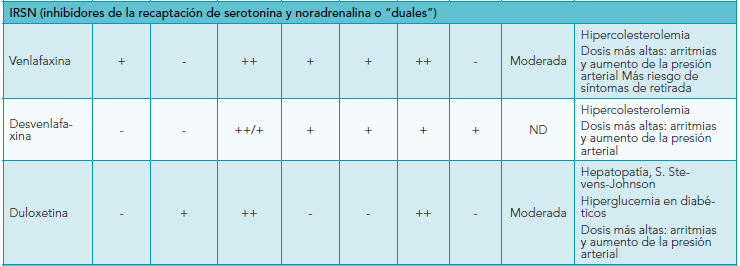 IRSN (inhibidores de la recaptación de serotonina y noradrenalina o “duales”)
Venlafaxina + - ++ + + ++ - Moderada
Hipercolesterolemia
Dosis más altas: arritmias
y aumento de la presión
arterial Más riesgo de
síntomas de retirada
Desvenlafa-
xina
- - ++/+ + + + + ND
Hipercolesterolemia
Dosis más altas: arritmias
y aumento de la presión
arterial
Duloxetina - + ++ - - ++ - Moderada
Hepatopatía, S. Ste-
vens-Johnson
Hiperglucemia en diabé-
ticos
Dosis más altas: arritmias
y aumento de la presión
arterial